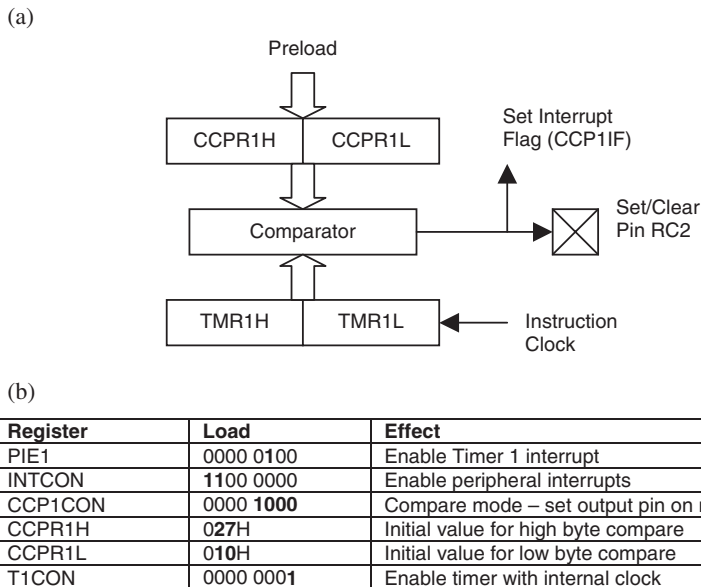 (a)
Preload
CCPR1H CCPR1L
Set Interrupt
Flag (CCP1IF)
Comparator
Set/Clear
Pin RC2
TMR1H TMR1L
Instruction
Clock
(b)
Register Load Effect
PIE1 0000 0100 Enable Timer 1 interrupt
INTCON 1100 0000 Enable peripheral interrupts
CCP1CON 0000 1000 Compare mode – set output pin on
CCPR1H 027H Initial value for high byte compare
CCPR1L 010H Initial value for low byte compare
T1CON 0000 0001 Enable timer with internal clock